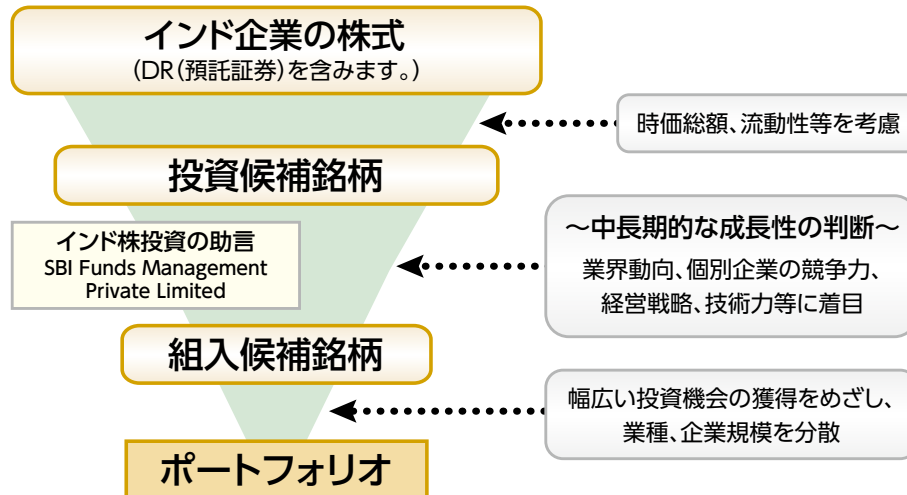 インド企業の株式
(DR(預託証券)を含みます。)
時価総額、流動性等を考慮
投資候補銘柄
インド株投資の助言
SBI Funds Management
Private Limited
～中長期的な成長性の判断～
業界動向、個別企業の競争力、
経営戦略、技術力等に着目
組入候補銘柄
幅広い投資機会の獲得をめざし、
業種、企業規模を分散
ポートフォリオ